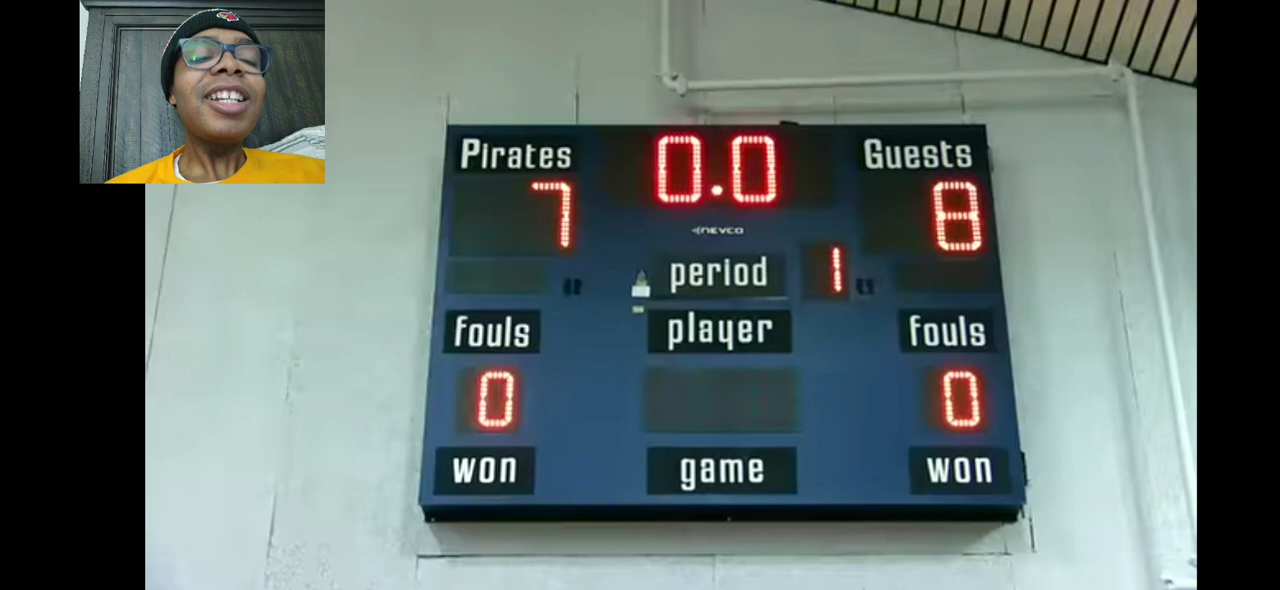 Pirates 0.0 Guests
7 8
NEVCO
period 1
fouls player fouls
0 0
won game won